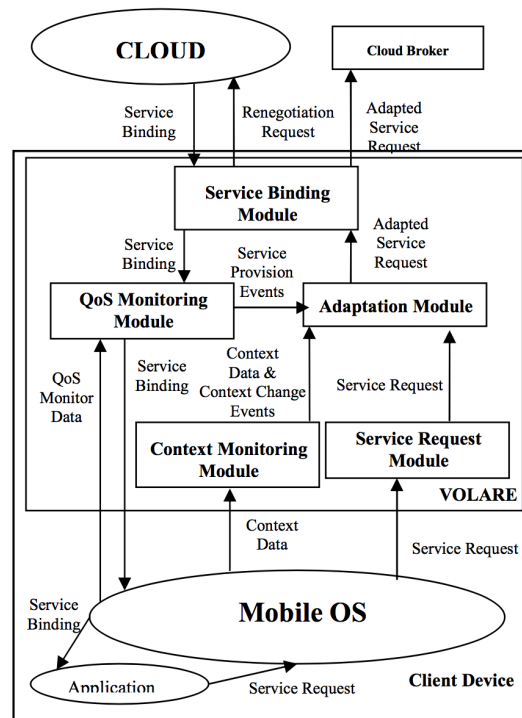 CLOUD
Cloud Broker
Service
Binding
Renegotiation
Request
Adapted
Service
Request
Service Binding
Module
Service
Binding
Service
Provision
Events
Adapted
Service
Request
QoS Monitoring
Module
Adaptation Module
QoS
Monitor
Data
Service
Binding
Context
Data &
Context Change
Events
Service Request
Context Monitoring
Module
Service Request
Module
VOLARE
Context
Data
Service Request
Service
Binding
Mobile OS
Application
Service Request
Client Device